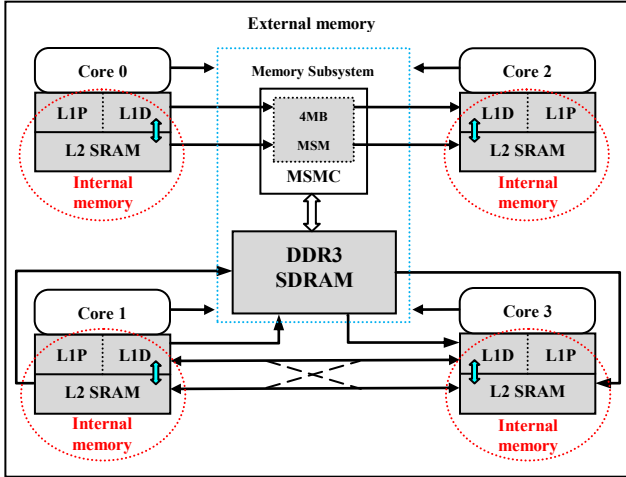 External memory
Core 0
Core 2
Memory Subsystem
L1P
L1D
4MB
L1D
L1P
L2 SRAM
MSM
L2 SRAM
MSMC
Internal
memory
Internal
memory
DDR3
SDRAM
Core 1
Core 3
L1P
L1D
L1D
L1P
L2 SRAM
L2 SRAM
Internal
memory
Internal
memory